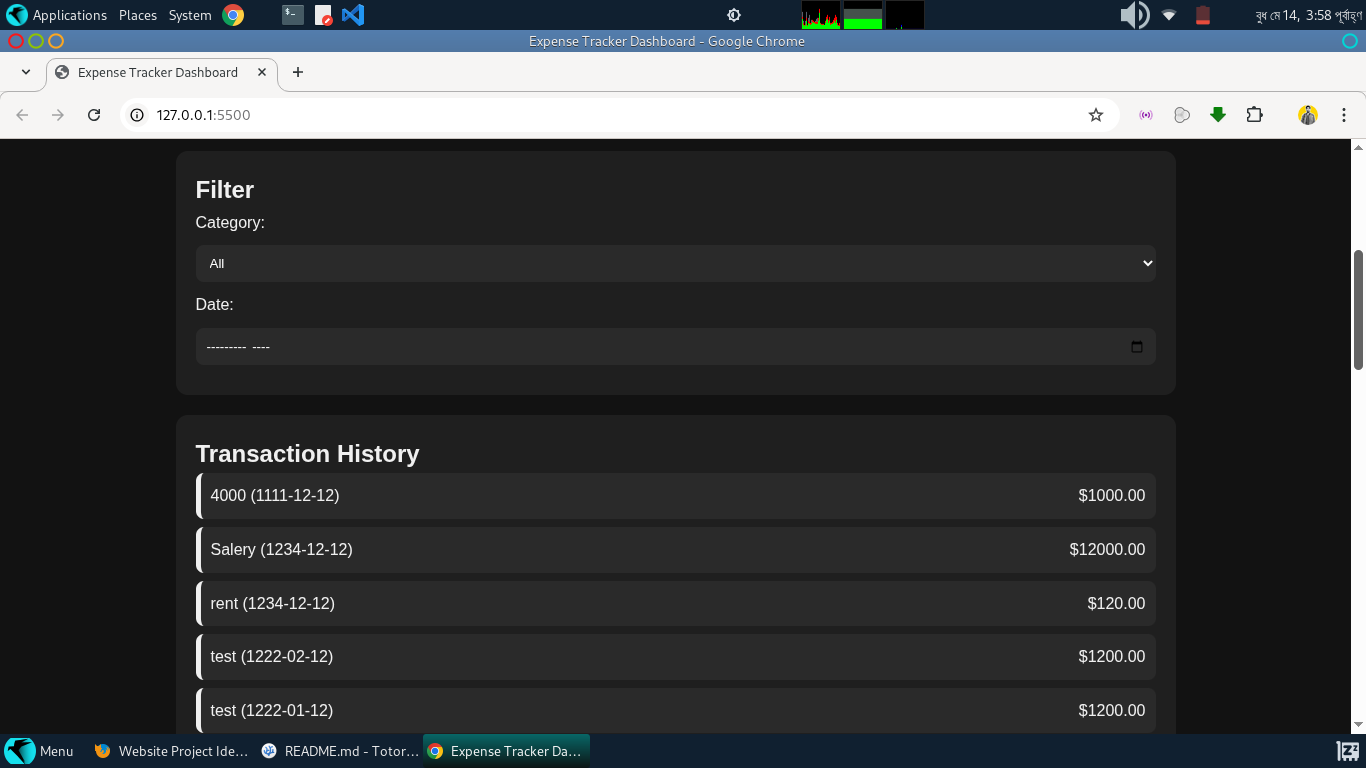 Applications Places System বুধ মে 14, 3:58 পূর্বাহ্ণ
Expense Tracker Dashboard - Google Chrome
Expense Tracker Dashboard
127.0.0.1:5500
Filter
Category:
All
Date:
--------- ----
Transaction History
4000 (1111-12-12) $1000.00
Salery (1234-12-12) $12000.00
rent (1234-12-12) $120.00
test (1222-02-12) $1200.00
test (1222-01-12) $1200.00
Menu Website Project Ide... README.md - Totor... Expense Tracker Da...